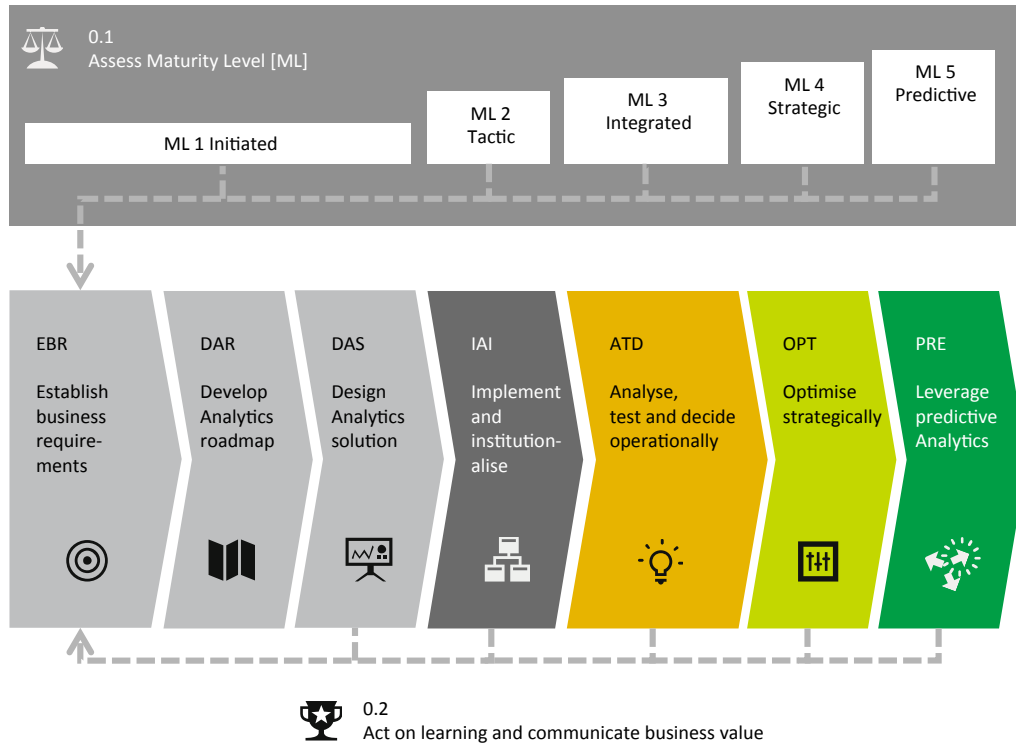 0.1
Assess Maturity Level [ML]
ML 1 Initiated
ML 2
Tactic
ML 3
Integrated
ML 4
Strategic
ML 5
Predictive
EBR
Establish
business
require-
ments
DAR
Develop
Analytics
roadmap
DAS
Design
Analytics
solution
IAI
Implement
and
institution-
alise
ATD
Analyse,
test and decide
operationally
OPT
Optimise
strategically
PRE
Leverage
predictive
Analytics
0.2
Act on learning and communicate business value